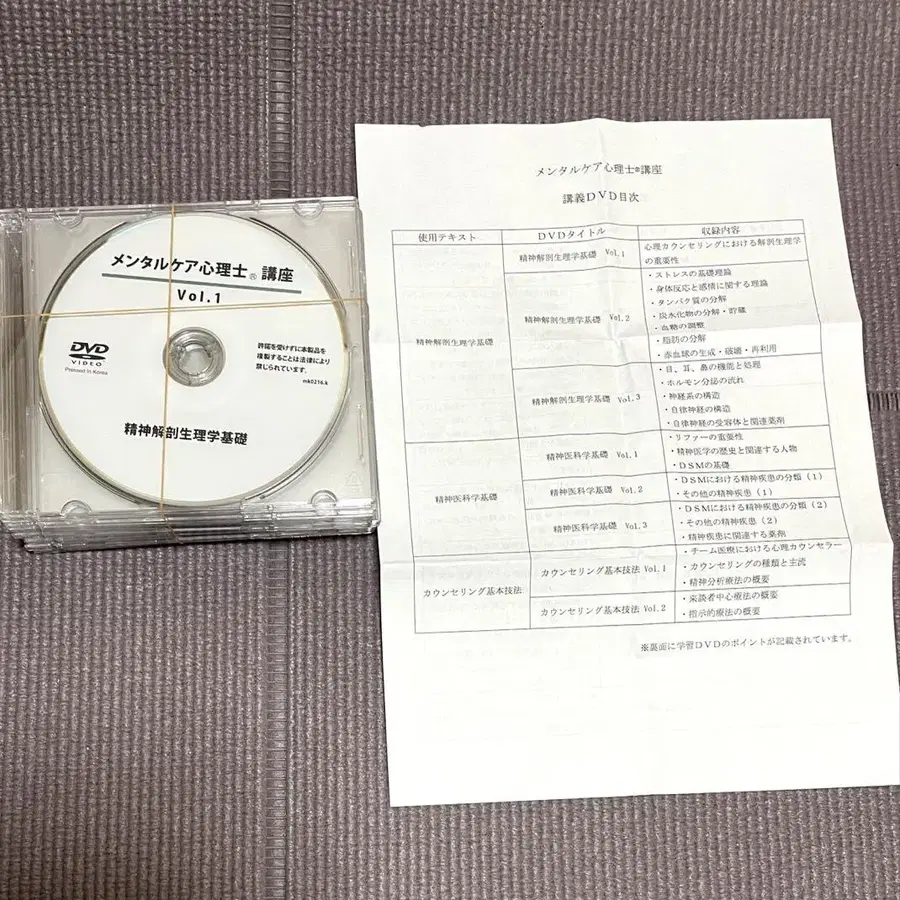 メンタルケア心理士®講座
Vol.1
DVD
VIDEO
Pressed in Korea
許諾を受けずに本製品を
複製することは法律により
禁じられています。
mk0216.k
精神解剖生理学基礎
メンタルケア心理士®講座
講義DVD目次
使用テキスト DVDタイトル 収録内容
精神解剖生理学基礎
精神解剖生理学基礎 Vol.1
心理カウンセリングにおける解剖生理学
の重要性
精神解剖生理学基礎 Vol.2
・ストレスの基礎理論
・身体反応と感情に関する理論
・タンパク質の分解
・炭水化物の分解・貯蔵
・血糖の調整
・脂肪の分解
・赤血球の生成・破壊・再利用
精神解剖生理学基礎 Vol.3
・目、耳、鼻の機能と処理
・ホルモン分泌の流れ
・神経系の構造
・自律神経の構造
・自律神経の受容体と関連薬剤
精神医科学基礎
精神医科学基礎 Vol.1
・リファーの重要性
・精神医学の歴史と関連する人物
・DSMの基礎
精神医科学基礎 Vol.2
・DSMにおける精神疾患の分類(1)
・その他の精神疾患(1)
精神医科学基礎 Vol.3
・DSMにおける精神疾患の分類(2)
・その他の精神疾患(2)
・精神疾患に関連する薬剤
カウンセリング基本技法
カウンセリング基本技法 Vol.1
・チーム医療における心理カウンセラー
・カウンセリングの種類と主流
・精神分析療法の概要
カウンセリング基本技法 Vol.2
・来談者中心療法の概要
・指示的療法の概要
※裏面に学習DVDのポイントが記載されています。